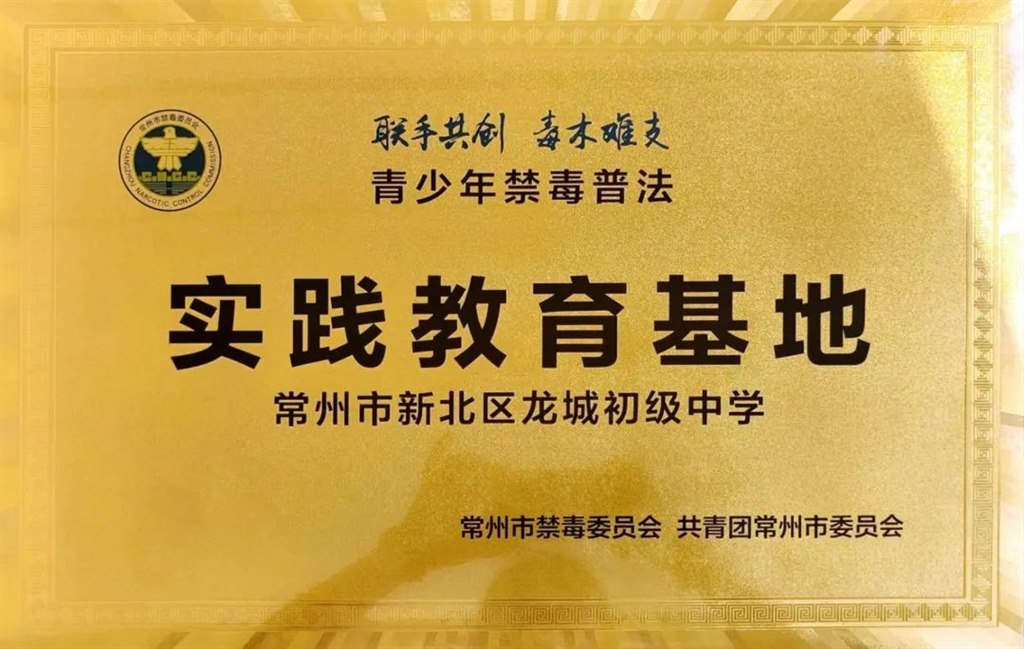 常州市禁毒委员会
C.N.C.C
CHANGZHOU NARCOTIC CONTROL COMMISSION
联手共创 毒木难支
青少年禁毒普法
实践教育基地
常州市新北区龙城初级中学
常州市禁毒委员会 共青团常州市委员会